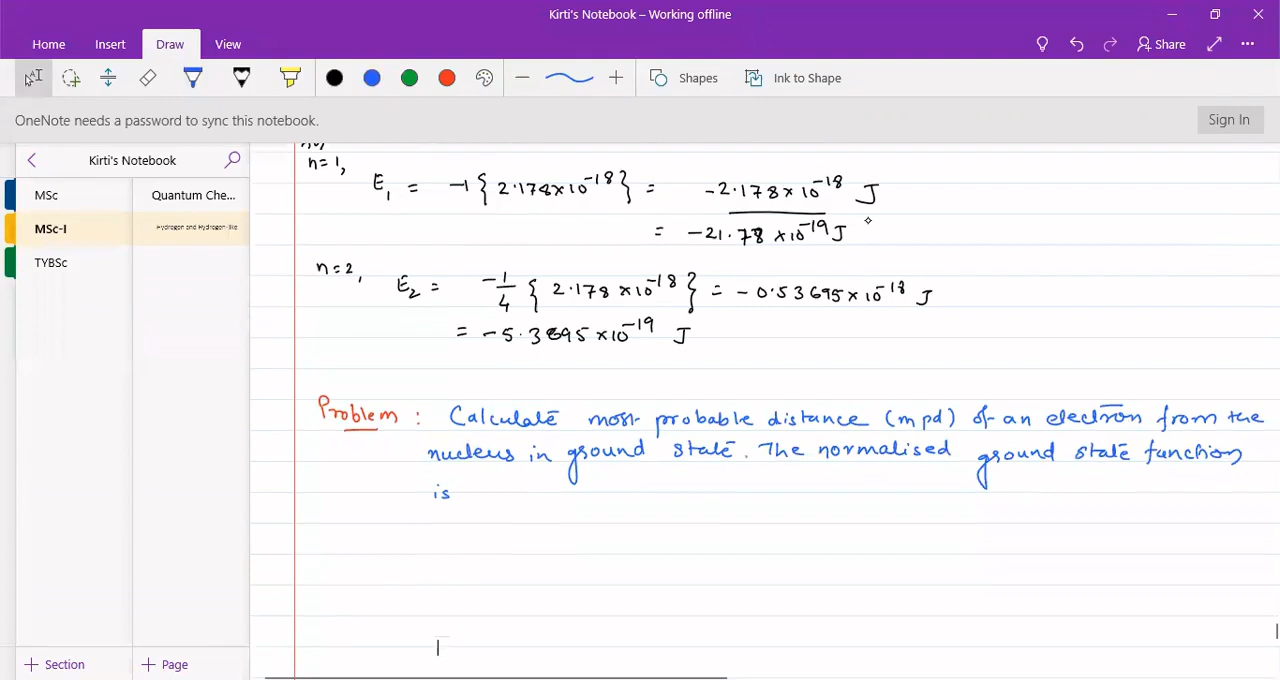 Kirti's Notebook – Working offline
Home Insert Draw View
Share
Shapes Ink to Shape
OneNote needs a password to sync this notebook.
Sign In
Kirti's Notebook
MSc
MSc-I
TYBSc
Quantum Che...
Hydrogen and Hydrogen-like
n=1,
E₁ = -1{2.178×10⁻¹⁸} = -2.178×10⁻¹⁸ J
= -21.78 ×10⁻¹⁹ J
n=2,
E₂ = -1/4 {2.178×10⁻¹⁸} = -0.53695×10⁻¹⁸ J
= -5.3695×10⁻¹⁹ J
Problem : Calculate most probable distance (mpd) of an electron from the
nucleus in ground state. The normalised ground state function
is
+ Section
+ Page